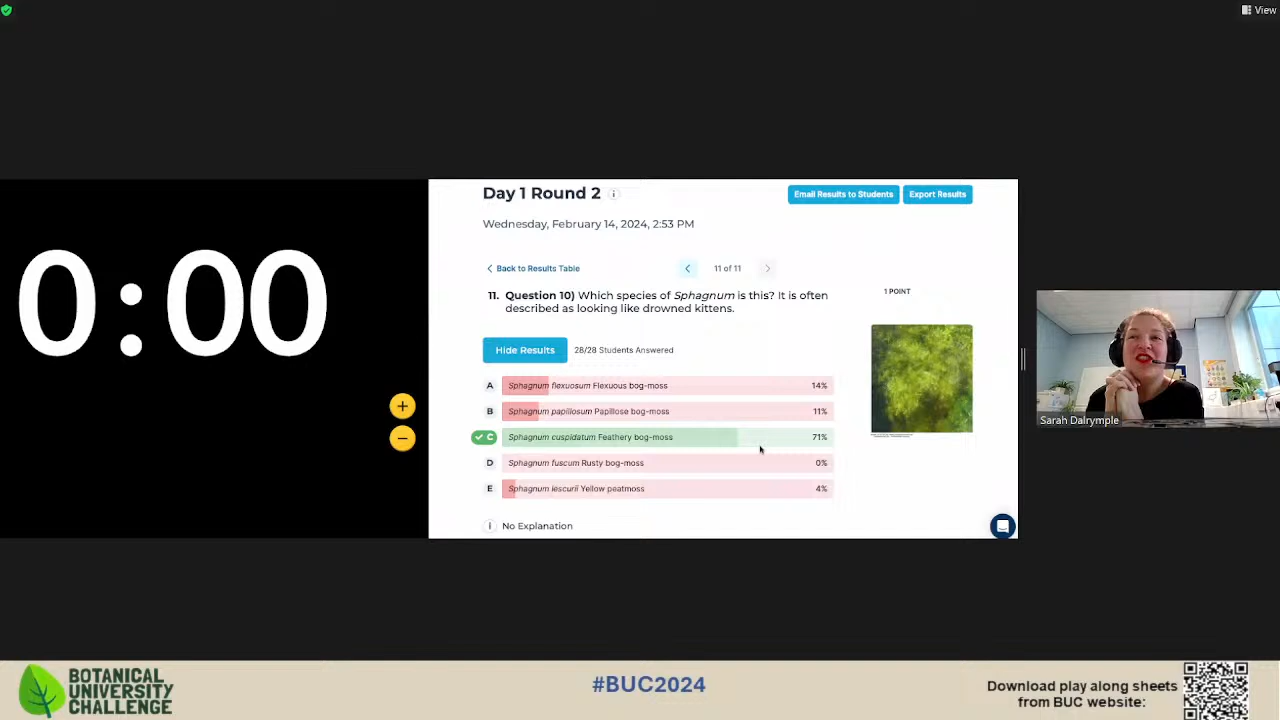 View
0:00
+
−
Day 1 Round 2 i
Email Results to Students
Export Results
Wednesday, February 14, 2024, 2:53 PM
Back to Results Table
11 of 11
11. Question 10) Which species of Sphagnum is this? It is often
described as looking like drowned kittens.
1 POINT
Hide Results
28/28 Students Answered
A Sphagnum flexuosum Flexuous bog-moss 14%
B Sphagnum papillosum Papillose bog-moss 11%
C Sphagnum cuspidatum Feathery bog-moss 71%
D Sphagnum fuscum Rusty bog-moss 0%
E Sphagnum lescurii Yellow peatmoss 4%
i No Explanation
Sarah Dalrymple
BOTANICAL
UNIVERSITY
CHALLENGE
#BUC2024
Download play along sheets
from BUC website: